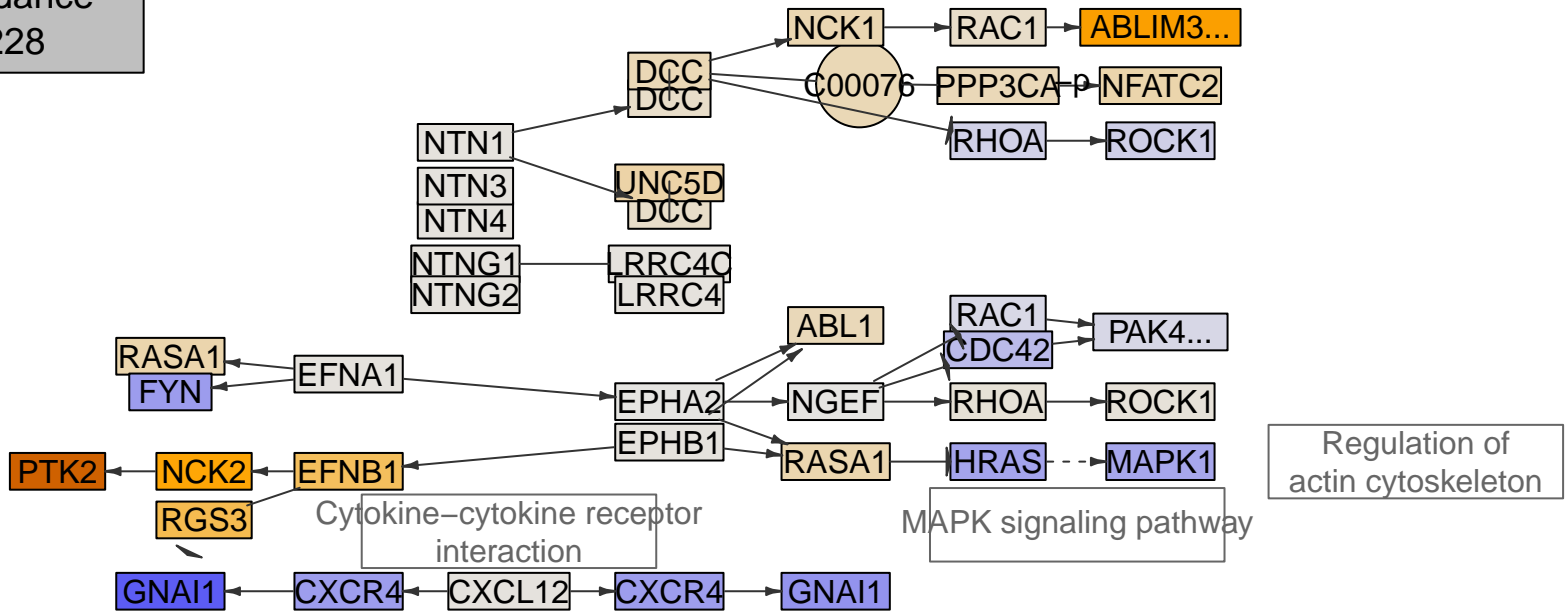 228
NCK1
RAC1
ABLIM3...
DCC
DCC
C00076
PPP3CA
+p
NFATC2
NTN1
RHOA
ROCK1
NTN3
NTN4
UNC5D
DCC
NTNG1
NTNG2
LRRC4C
LRRC4
RASA1
FYN
EFNA1
ABL1
RAC1
CDC42
PAK4...
EPHA2
EPHB1
NGEF
RHOA
ROCK1
PTK2
NCK2
EFNB1
RASA1
HRAS
MAPK1
Regulation of
actin cytoskeleton
RGS3
Cytokine−cytokine receptor
interaction
MAPK signaling pathway
GNAI1
CXCR4
CXCL12
CXCR4
GNAI1